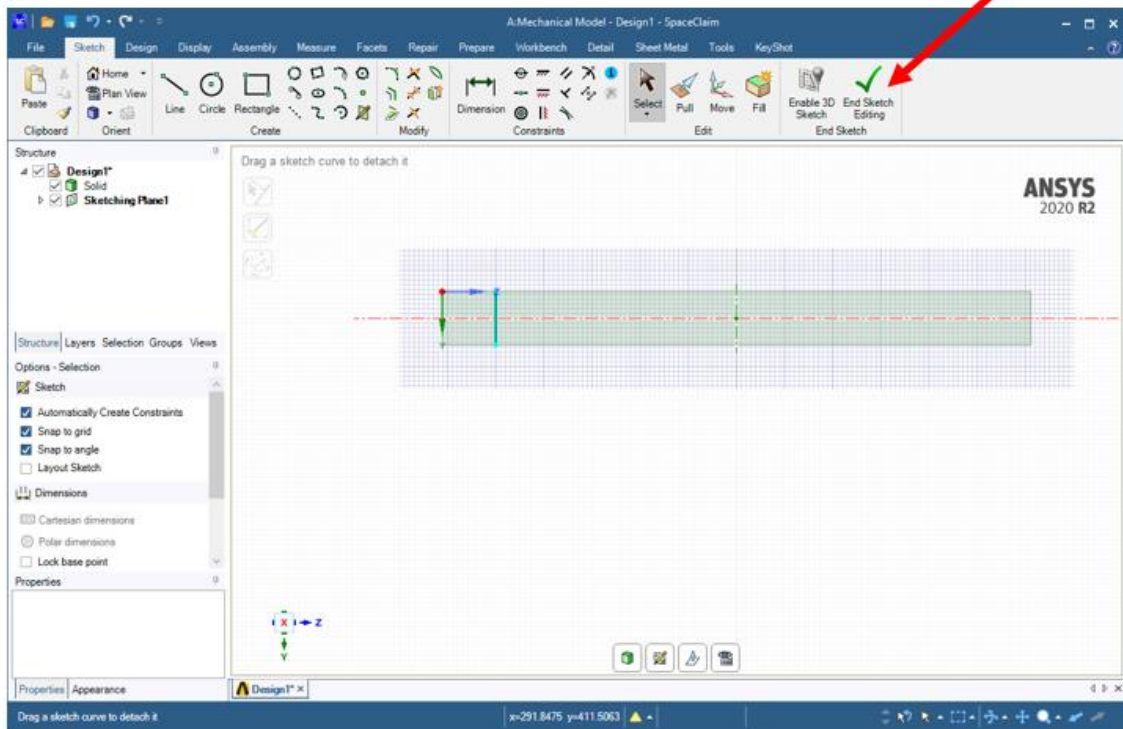 A:Mechanical Model - Design1 - SpaceClaim
File Sketch Design Display Assembly Measure Facets Repair Prepare Workbench Detail Sheet Metal Tools KeyShot
Paste
Home
Plan View
Line Circle Rectangle
Dimension
Select Pull Move Fill
Enable 3D Sketch
End Sketch Editing
Clipboard Orient Create Modify Constraints Edit End Sketch
Structure
Design1*
Solid
Sketching Plane1
Structure Layers Selection Groups Views
Options - Selection
Sketch
Automatically Create Constraints
Snap to grid
Snap to angle
Layout Sketch
Dimensions
Cartesian dimensions
Polar dimensions
Lock base point
Properties
Properties Appearance
Drag a sketch curve to detach it
ANSYS
2020 R2
Z
Y
X Z
Y
Design1*
Drag a sketch curve to detach it
x=291.8475 y=411.5063